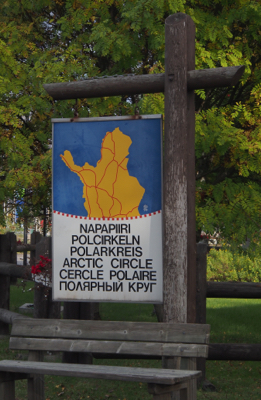 NAPAPIIRI
POLCIRKELN
POLARKREIS
ARCTIC CIRCLE
CERCLE POLAIRE
ПОЛЯРНЫЙ КРУГ